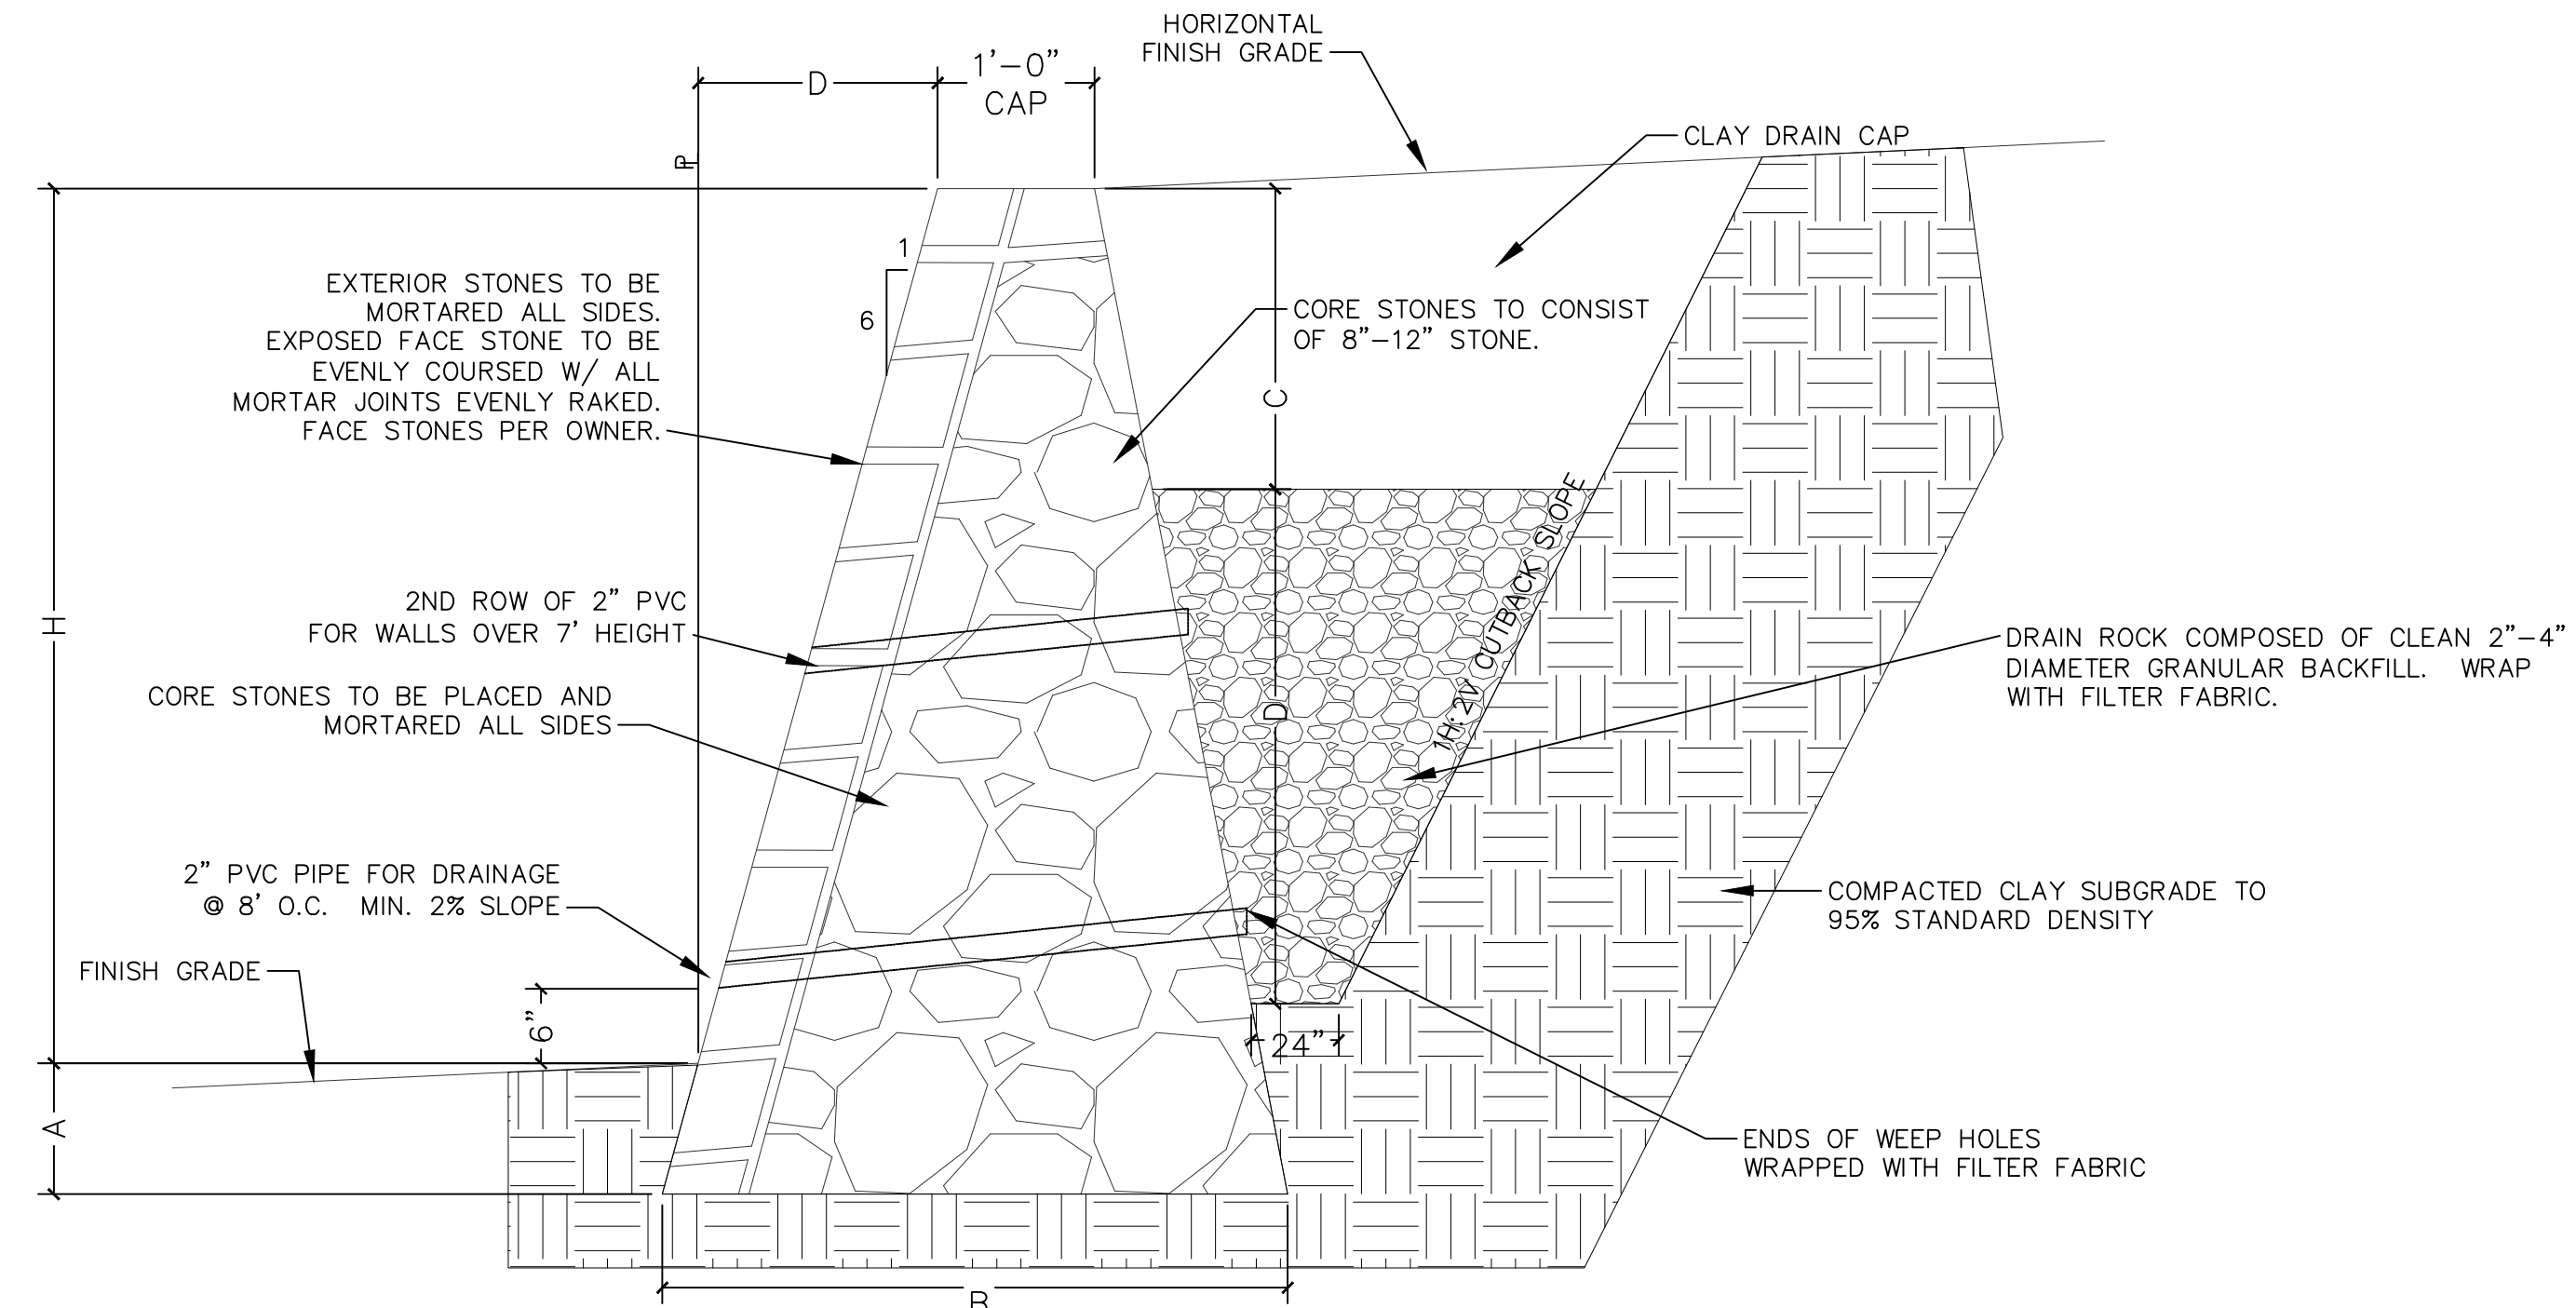 HORIZONTAL
FINISH GRADE
1'-0"
CAP
D
CLAY DRAIN CAP
P
1
6
EXTERIOR STONES TO BE
MORTARED ALL SIDES.
EXPOSED FACE STONE TO BE
EVENLY COURSED W/ ALL
MORTAR JOINTS EVENLY RAKED.
FACE STONES PER OWNER.
CORE STONES TO CONSIST
OF 8"-12" STONE.
C
H
1H:2V OUTBACK SLOPE
2ND ROW OF 2" PVC
FOR WALLS OVER 7' HEIGHT
DRAIN ROCK COMPOSED OF CLEAN 2"-4"
DIAMETER GRANULAR BACKFILL. WRAP
WITH FILTER FABRIC.
CORE STONES TO BE PLACED AND
MORTARED ALL SIDES
D
2" PVC PIPE FOR DRAINAGE
@ 8' O.C. MIN. 2% SLOPE
COMPACTED CLAY SUBGRADE TO
95% STANDARD DENSITY
FINISH GRADE
6"
24"
A
ENDS OF WEEP HOLES
WRAPPED WITH FILTER FABRIC
B